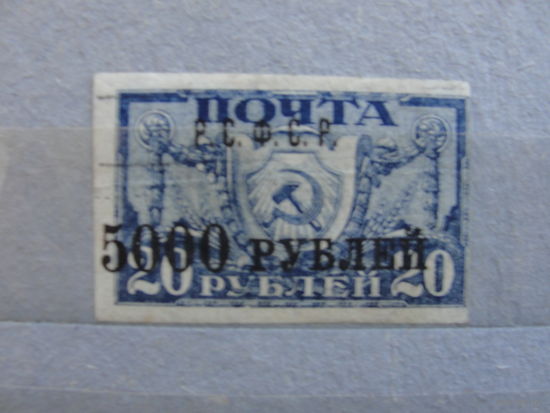 ПОЧТА
Р. С. Ф. С. Р.
5000 РУБЛЕЙ
20 РУБЛЕЙ 20